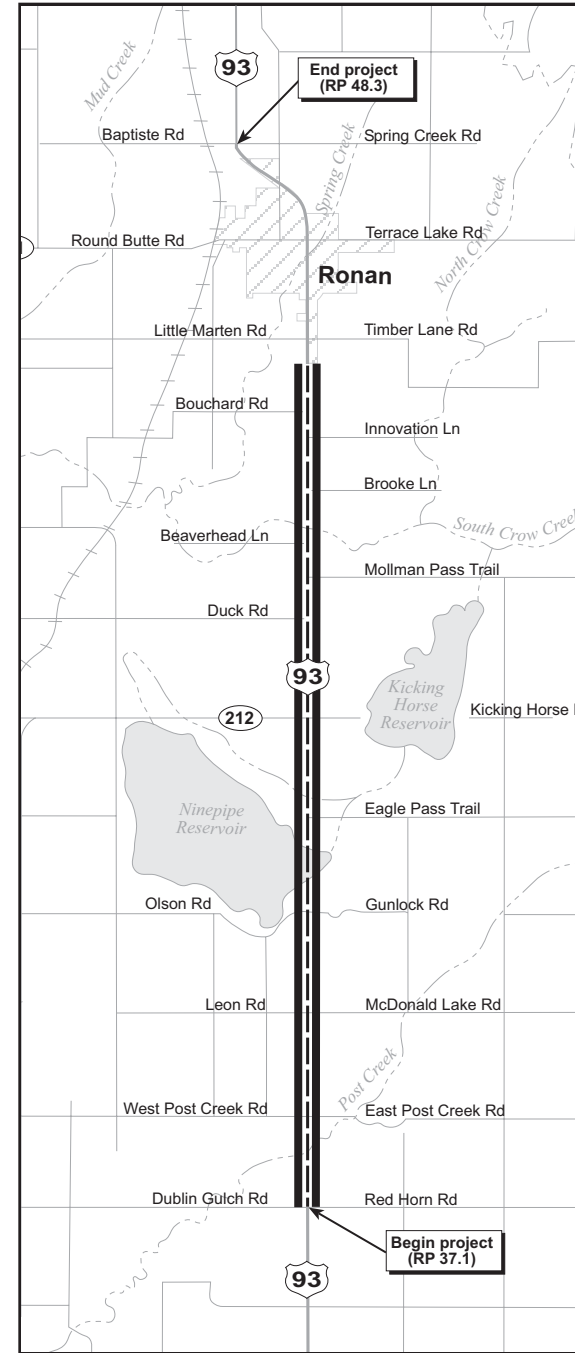 Mud Creek
93
End project
(RP 48.3)
Baptiste Rd
Spring Creek Rd
Spring Creek
Round Butte Rd
Terrace Lake Rd
North Crow Creek
Ronan
Little Marten Rd
Timber Lane Rd
Bouchard Rd
Innovation Ln
Brooke Ln
South Crow Creek
Beaverhead Ln
Mollman Pass Trail
Duck Rd
93
Kicking
Horse
Reservoir
212
Kicking Horse
Ninepipe
Reservoir
Eagle Pass Trail
Olson Rd
Gunlock Rd
Leon Rd
McDonald Lake Rd
Post Creek
West Post Creek Rd
East Post Creek Rd
Dublin Gulch Rd
Red Horn Rd
Begin project
(RP 37.1)
93